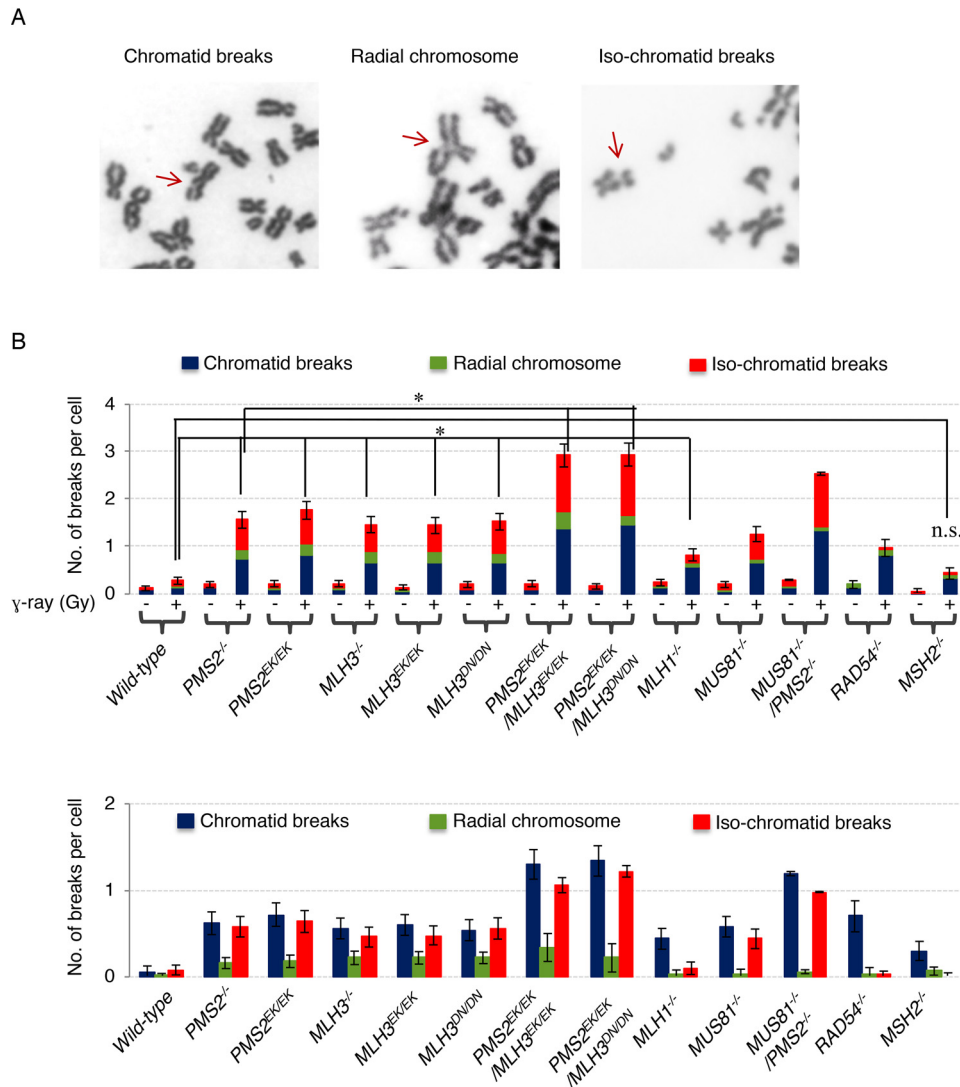 A
Chromatid breaks Radial chromosome Iso-chromatid breaks
B
Chromatid breaks Radial chromosome Iso-chromatid breaks
No. of breaks per cell
4
3
2
1
0
*
*
n.s.
γ-ray (Gy) - + - + - + - + - + - + - + - + - + - + - + - + - +
Wild-type
PMS2-/-
PMS2EK/EK
MLH3-/-
MLH3EK/EK
MLH3DN/DN
PMS2EK/EK
/MLH3EK/EK
PMS2EK/EK
/MLH3DN/DN
MLH1-/-
MUS81-/-
MUS81-/-
/PMS2-/-
RAD54-/-
MSH2-/-
No. of breaks per cell
2
1
0
Chromatid breaks Radial chromosome Iso-chromatid breaks
Wild-type
PMS2-/-
PMS2EK/EK
MLH3-/-
MLH3EK/EK
MLH3DN/DN
PMS2EK/EK
/MLH3EK/EK
PMS2EK/EK
/MLH3DN/DN
MLH1-/-
MUS81-/-
MUS81-/-
/PMS2-/-
RAD54-/-
MSH2-/-